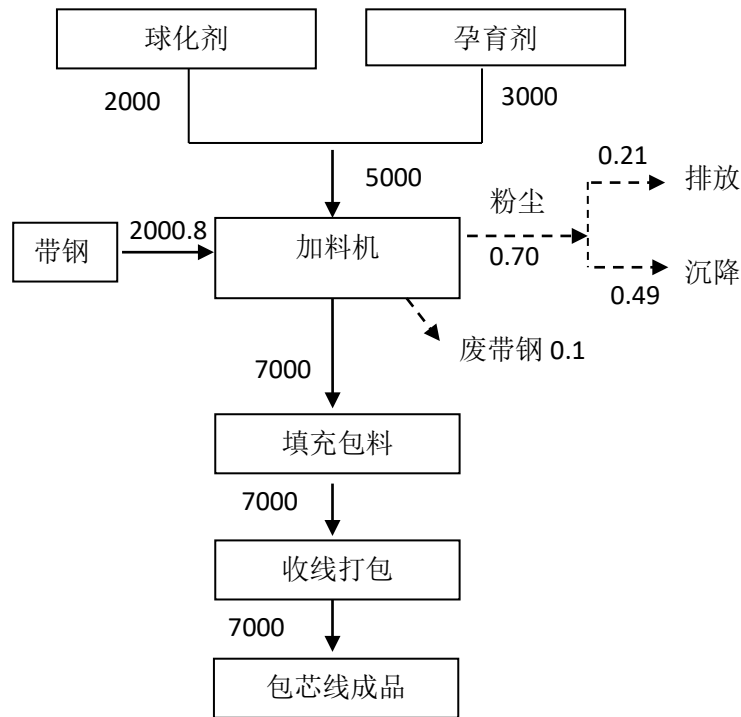 球化剂
孕育剂
2000
3000
0.21
排放
5000
粉尘
2000.8
带钢
加料机
0.70
沉降
0.49
废带钢 0.1
7000
填充包料
7000
收线打包
7000
包芯线成品